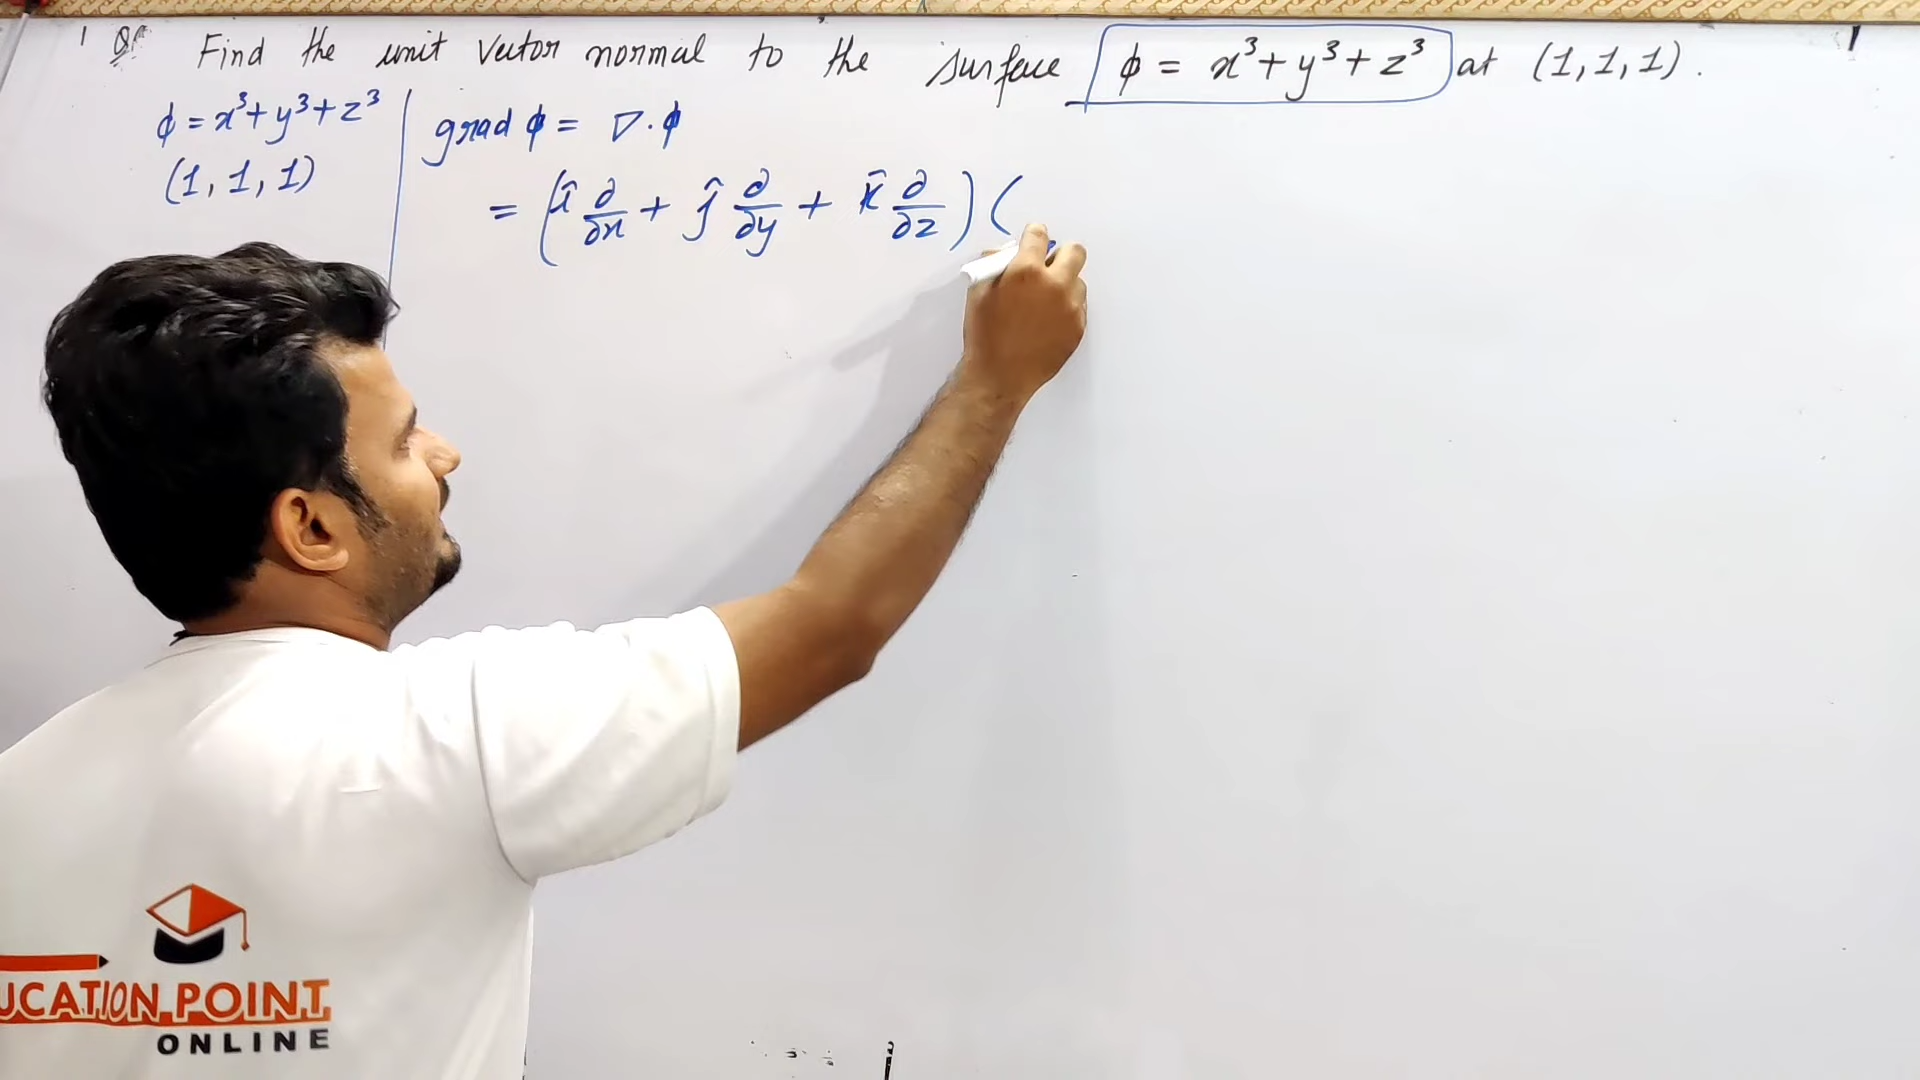 Q. Find the unit vector normal to the surface ϕ = x³+y³+z³ at (1,1,1).
ϕ = x³+y³+z³
(1, 1, 1)
grad ϕ = ∇.ϕ
= (î ∂/∂x + ĵ ∂/∂y + k̂ ∂/∂z) (
UCATION POINT
ONLINE